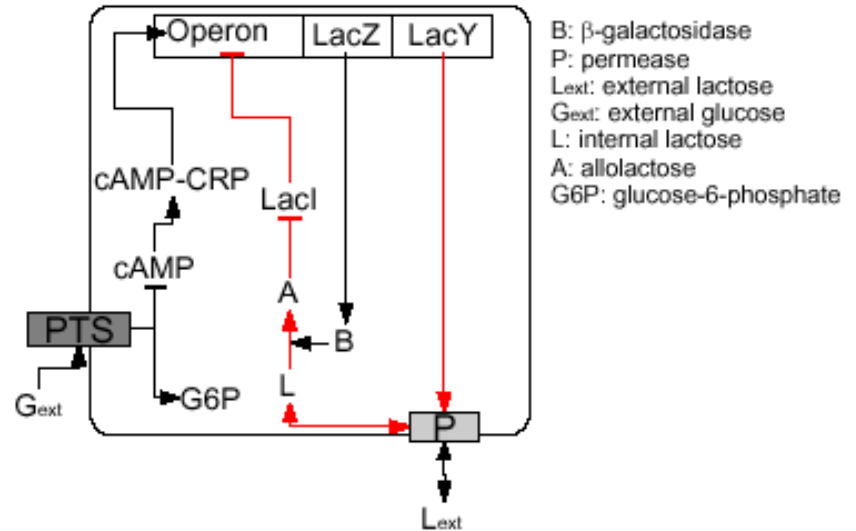 Operon LacZ LacY
cAMP-CRP
LacI
cAMP
A
PTS
B
L
Gext
G6P
P
Lext
B: β-galactosidase
P: permease
Lext: external lactose
Gext: external glucose
L: internal lactose
A: allolactose
G6P: glucose-6-phosphate